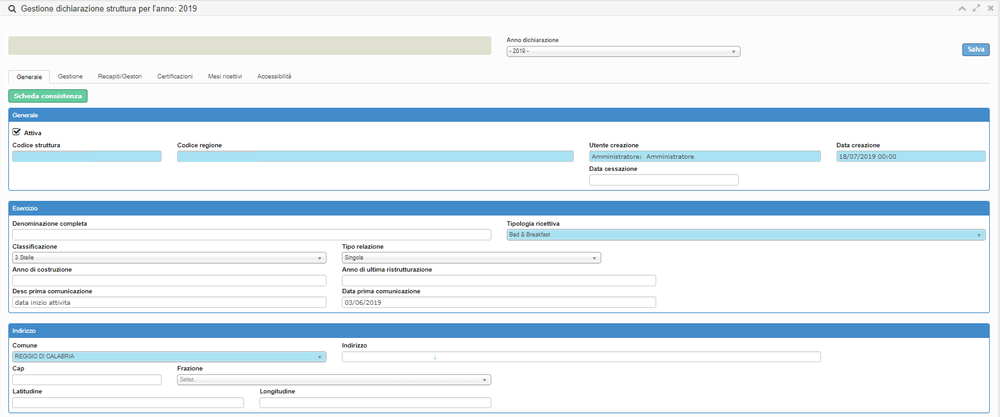 Gestione dichiarazione struttura per l'anno: 2019
Anno dichiarazione
- 2019 -
Salva
Generale Gestione Recapiti/Gestori Certificazioni Mesi ricettivi Accessibilità
Scheda consistenza
Generale
Attiva
Codice struttura Codice regione Utente creazione Data creazione
Amministratore: Amministratore 18/07/2019 00:00
Data cessazione
Esercizio
Denominazione completa Tipologia ricettiva
Bed & Breakfast
Classificazione Tipo relazione
3 Stelle Singola
Anno di costruzione Anno di ultima ristrutturazione
Desc prima comunicazione Data prima comunicazione
data inizio attivita 03/06/2019
Indirizzo
Comune Indirizzo
REGGIO DI CALABRIA
Cap Frazione
Selez.
Latitudine Longitudine